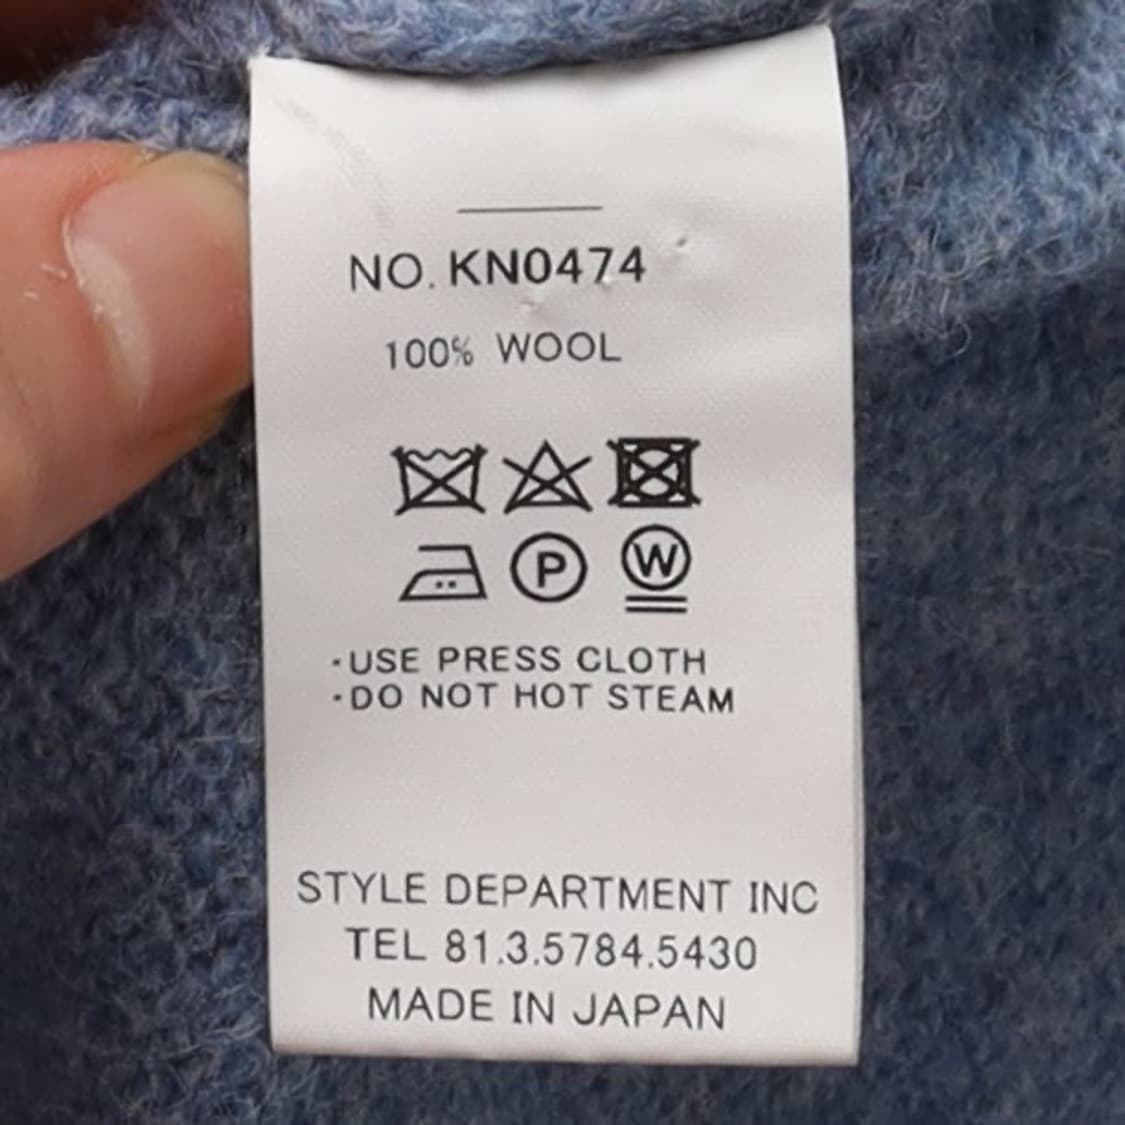 NO. KN0474
100% WOOL
P W
·USE PRESS CLOTH
·DO NOT HOT STEAM
STYLE DEPARTMENT INC
TEL 81.3.5784.5430
MADE IN JAPAN